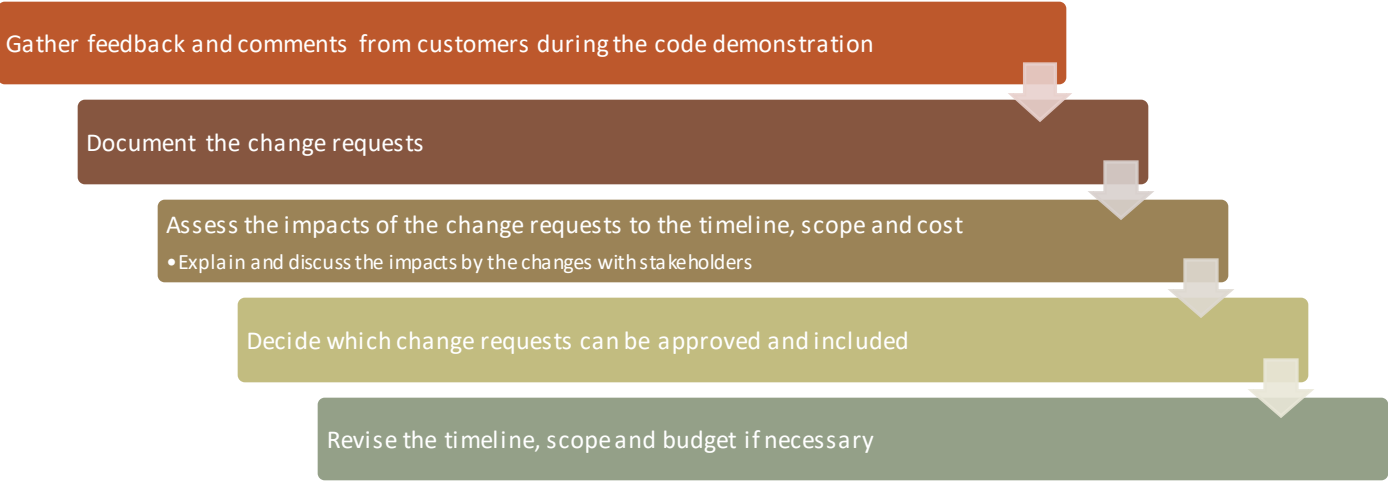 Gather feedback and comments from customers during the code demonstration
Document the change requests
Assess the impacts of the change requests to the timeline, scope and cost
•Explain and discuss the impacts by the changes with stakeholders
Decide which change requests can be approved and included
Revise the timeline, scope and budget if necessary